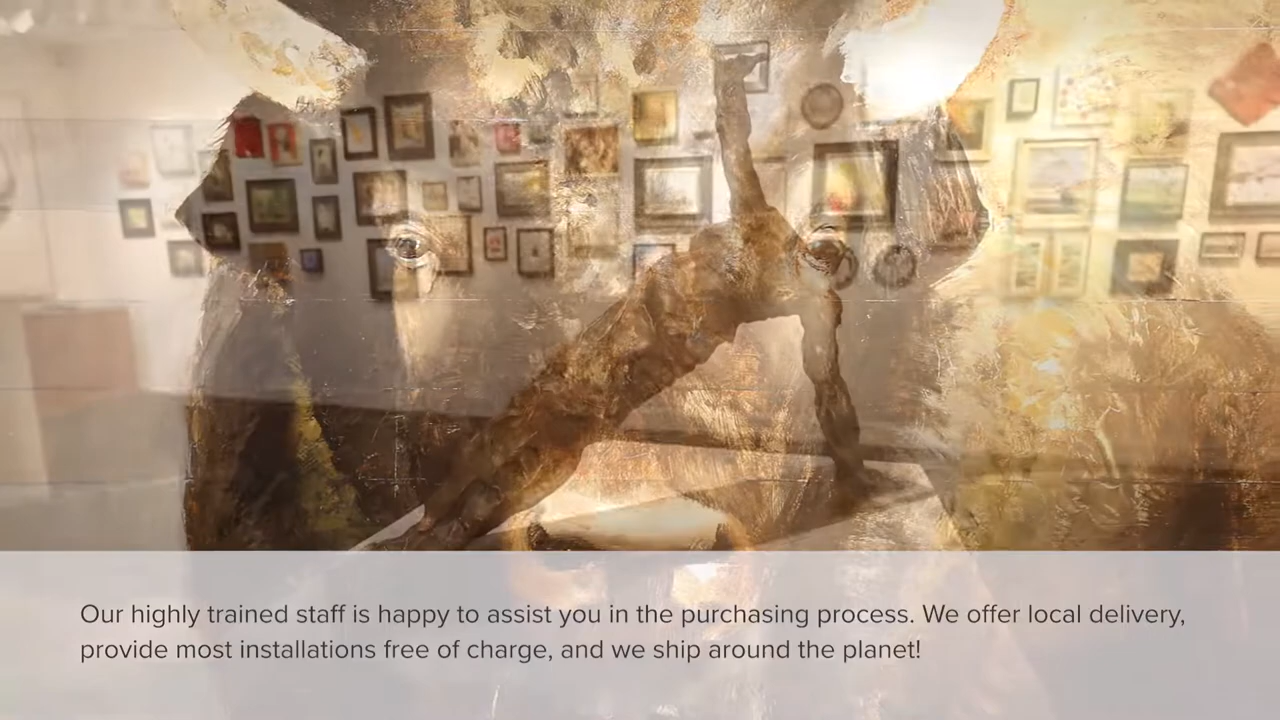 Our highly trained staff is happy to assist you in the purchasing process. We offer local delivery,
provide most installations free of charge, and we ship around the planet!